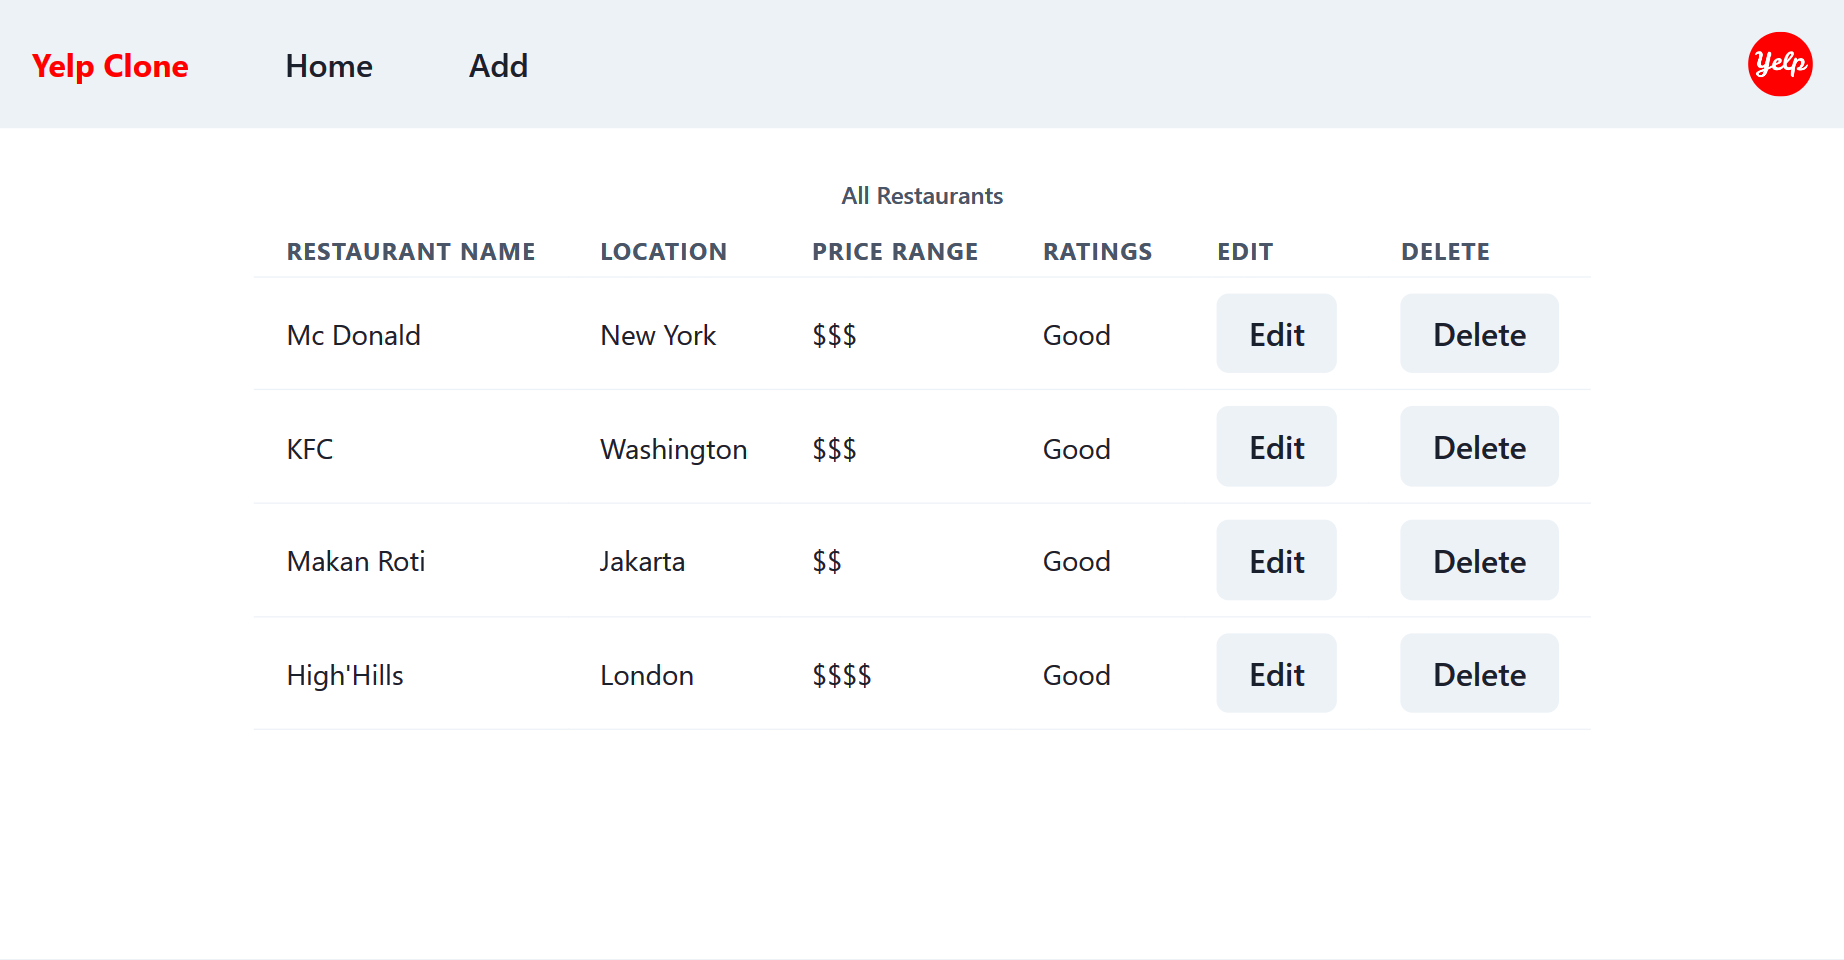 Yelp Clone Home Add Yelp
All Restaurants
RESTAURANT NAME LOCATION PRICE RANGE RATINGS EDIT DELETE
Mc Donald New York $$$ Good Edit Delete
KFC Washington $$$ Good Edit Delete
Makan Roti Jakarta $$ Good Edit Delete
High'Hills London $$$$ Good Edit Delete